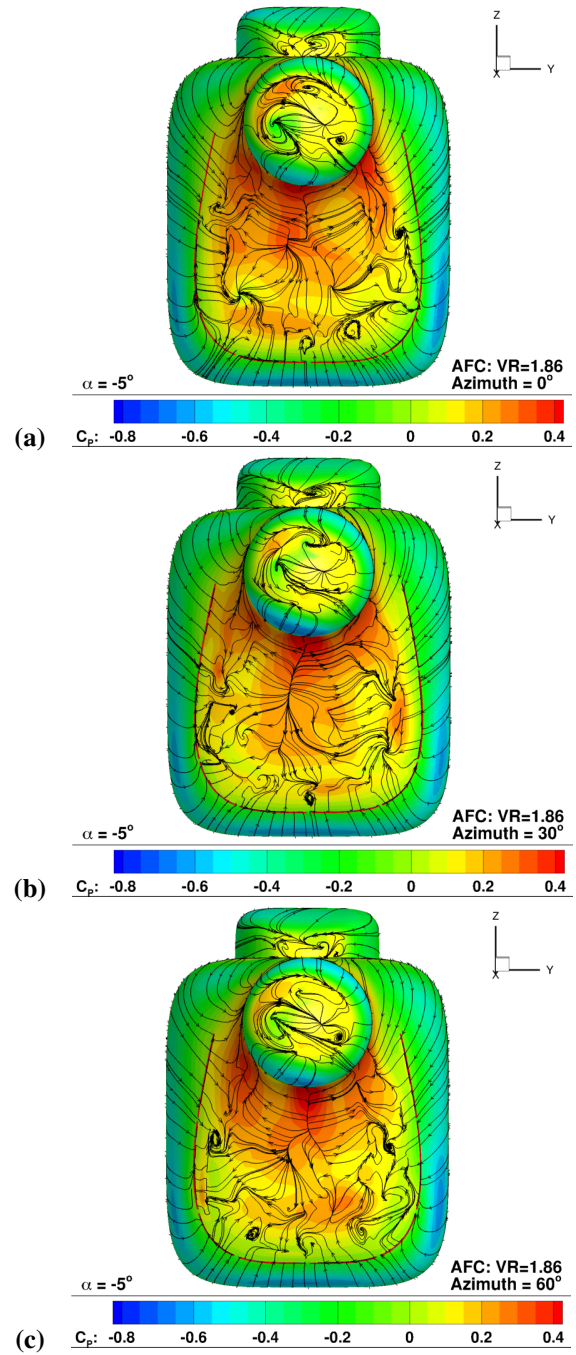 Z
X Y
AFC: VR=1.86
α = -5° Azimuth = 0°
(a) Cₚ: -0.8 -0.6 -0.4 -0.2 0 0.2 0.4
Z
X Y
AFC: VR=1.86
α = -5° Azimuth = 30°
(b) Cₚ: -0.8 -0.6 -0.4 -0.2 0 0.2 0.4
Z
X Y
AFC: VR=1.86
α = -5° Azimuth = 60°
(c) Cₚ: -0.8 -0.6 -0.4 -0.2 0 0.2 0.4